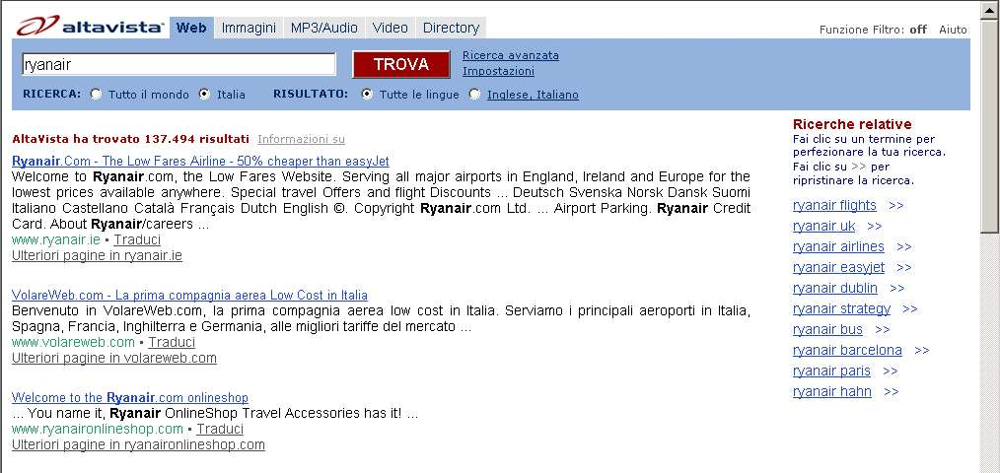 altavista Web Immagini MP3/Audio Video Directory
Funzione Filtro: off Aiuto
ryanair TROVA Ricerca avanzata
Impostazioni
RICERCA: Tutto il mondo Italia RISULTATO: Tutte le lingue Inglese, Italiano
AltaVista ha trovato 137.494 risultati Informazioni su
Ryanair.Com - The Low Fares Airline - 50% cheaper than easyJet
Welcome to Ryanair.com, the Low Fares Website. Serving all major airports in England, Ireland and Europe for the
lowest prices available anywhere. Special travel Offers and flight Discounts ... Deutsch Svenska Norsk Dansk Suomi
Italiano Castellano Català Français Dutch English ©. Copyright Ryanair.com Ltd. ... Airport Parking. Ryanair Credit
Card. About Ryanair/careers ...
www.ryanair.ie • Traduci
Ulteriori pagine in ryanair.ie
VolareWeb.com - La prima compagnia aerea Low Cost in Italia
Benvenuto in VolareWeb.com, la prima compagnia aerea low cost in Italia. Serviamo i principali aeroporti in Italia,
Spagna, Francia, Inghilterra e Germania, alle migliori tariffe del mercato ...
www.volareweb.com • Traduci
Ulteriori pagine in volareweb.com
Welcome to the Ryanair.com onlineshop
... You name it, Ryanair OnlineShop Travel Accessories has it! ...
www.ryanaironlineshop.com • Traduci
Ulteriori pagine in ryanaironlineshop.com
Ricerche relative
Fai clic su un termine per
perfezionare la tua ricerca.
Fai clic su >> per
ripristinare la ricerca.
ryanair flights >>
ryanair uk >>
ryanair airlines >>
ryanair easyjet >>
ryanair dublin >>
ryanair strategy >>
ryanair bus >>
ryanair barcelona >>
ryanair paris >>
ryanair hahn >>